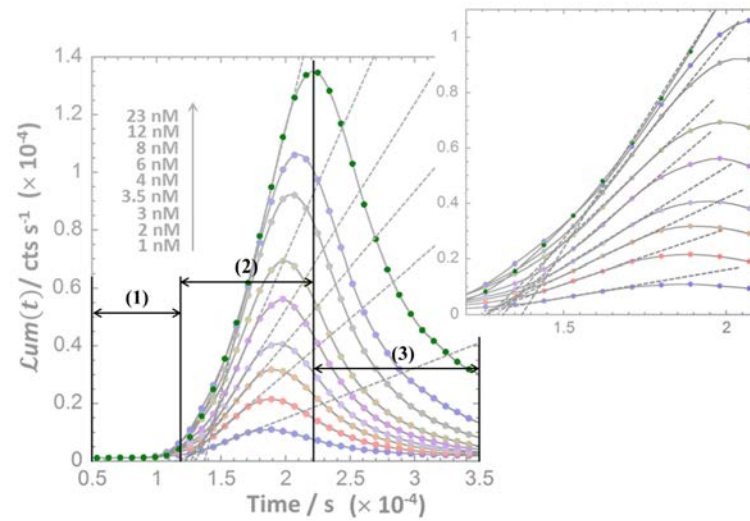 ℒum(t)/ cts s⁻¹ (× 10⁻⁴)
1.4
1.2
1
0.8
0.6
0.4
0.2
0
23 nM
12 nM
8 nM
6 nM
4 nM
3.5 nM
3 nM
2 nM
1 nM
(1)
(2)
(3)
0.5 1 1.5 2 2.5 3 3.5
Time / s (× 10⁻⁴)
1
0.8
0.6
0.4
0.2
0
1.5 2